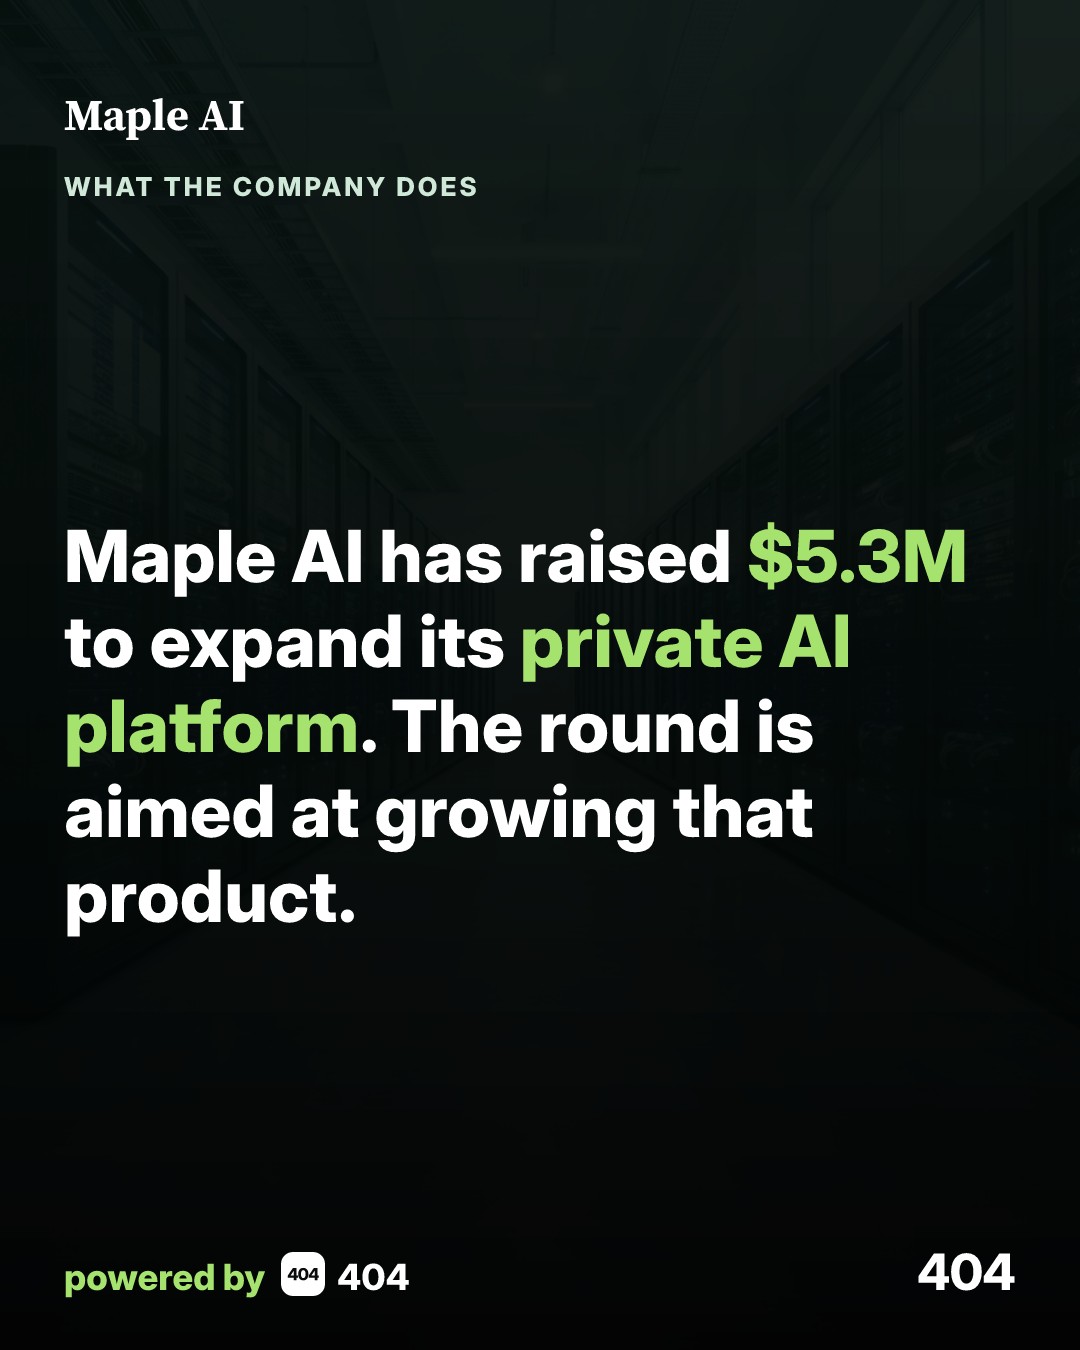 Maple AI
WHAT THE COMPANY DOES
Maple AI has raised $5.3M
to expand its private AI
platform. The round is
aimed at growing that
product.
powered by 404 404
404